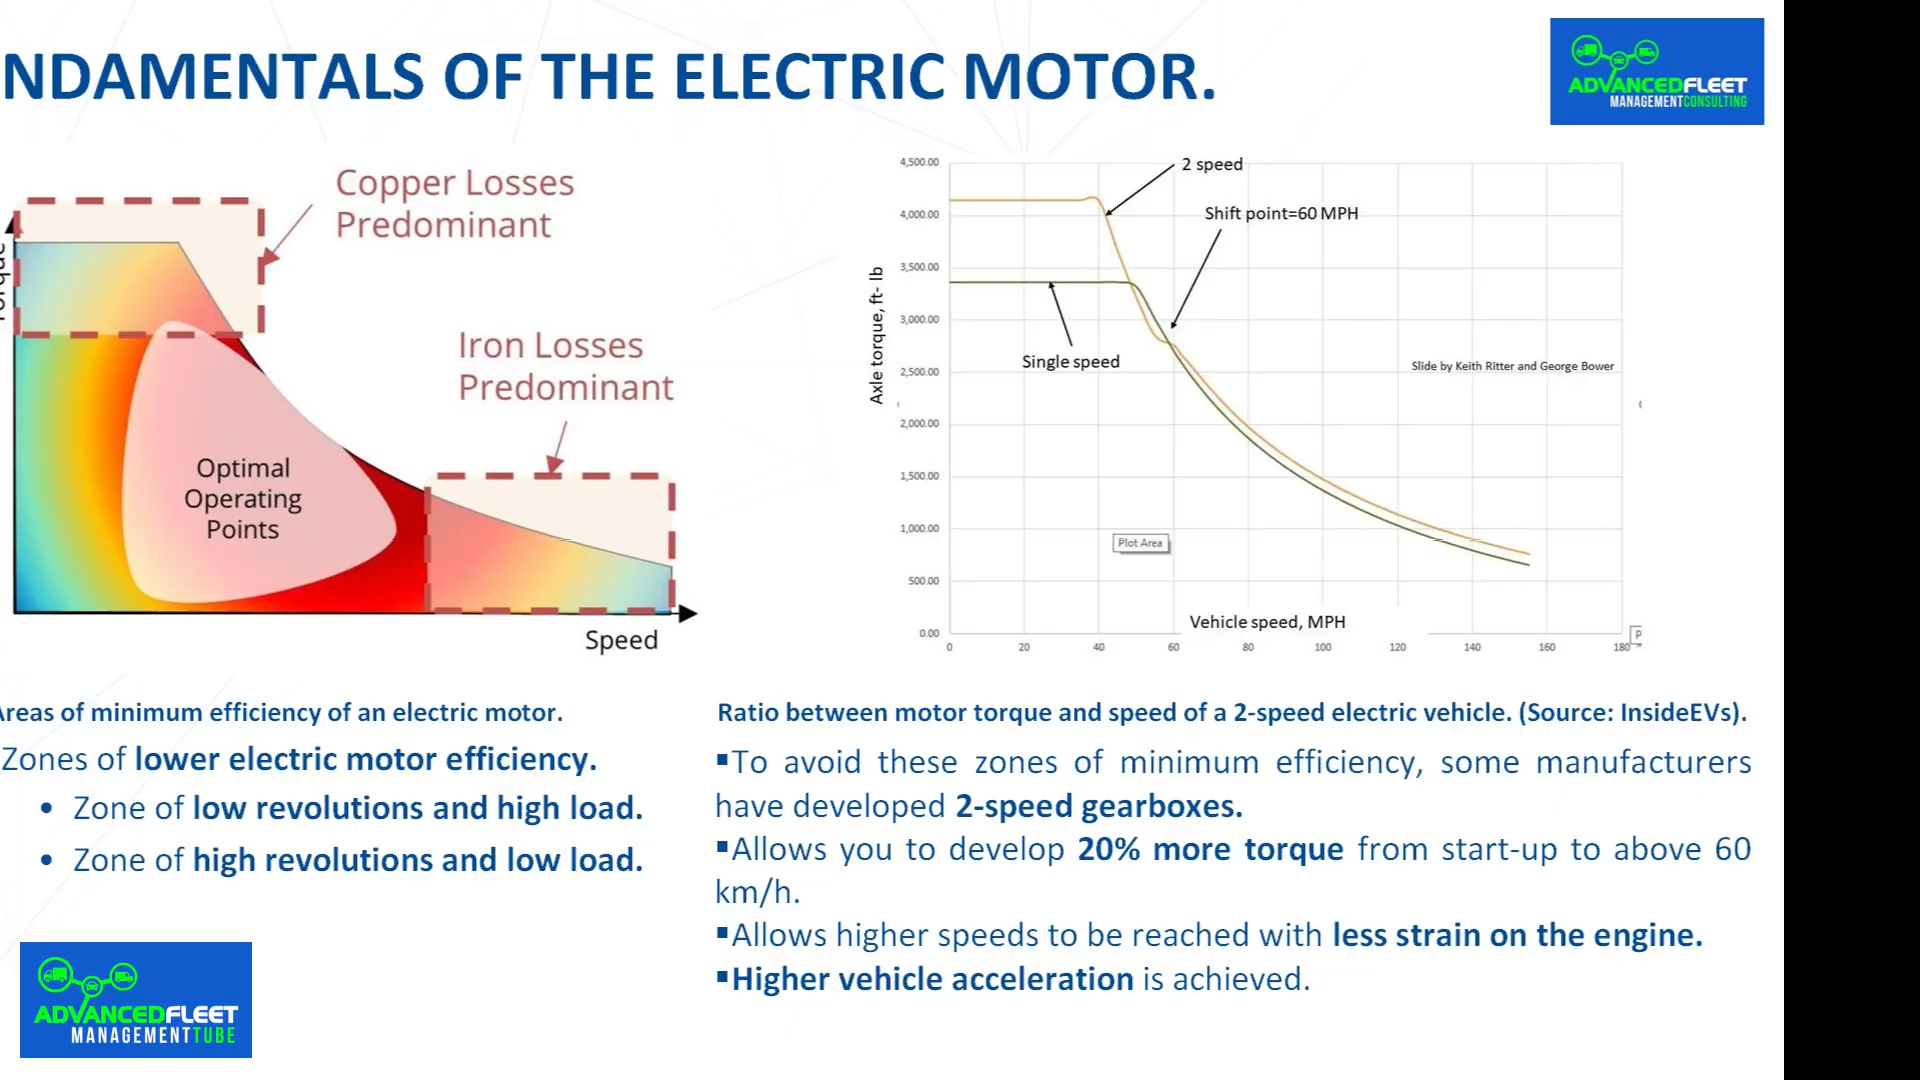 NDAMENTALS OF THE ELECTRIC MOTOR.
ADVANCEDFLEET
MANAGEMENTCONSULTING
Copper Losses
Predominant
Iron Losses
Predominant
Optimal
Operating
Points
Speed
4,500.00
4,000.00
3,500.00
3,000.00
2,500.00
2,000.00
1,500.00
1,000.00
500.00
0.00
Axle torque, ft- lb
2 speed
Shift point=60 MPH
Single speed
Slide by Keith Ritter and George Bower
Plot Area
Vehicle speed, MPH
0 20 40 60 80 100 120 140 160 180
P
Areas of minimum efficiency of an electric motor.
Zones of lower electric motor efficiency.
• Zone of low revolutions and high load.
• Zone of high revolutions and low load.
Ratio between motor torque and speed of a 2-speed electric vehicle. (Source: InsideEVs).
▪To avoid these zones of minimum efficiency, some manufacturers
have developed 2-speed gearboxes.
▪Allows you to develop 20% more torque from start-up to above 60
km/h.
▪Allows higher speeds to be reached with less strain on the engine.
▪Higher vehicle acceleration is achieved.
ADVANCEDFLEET
MANAGEMENTTUBE